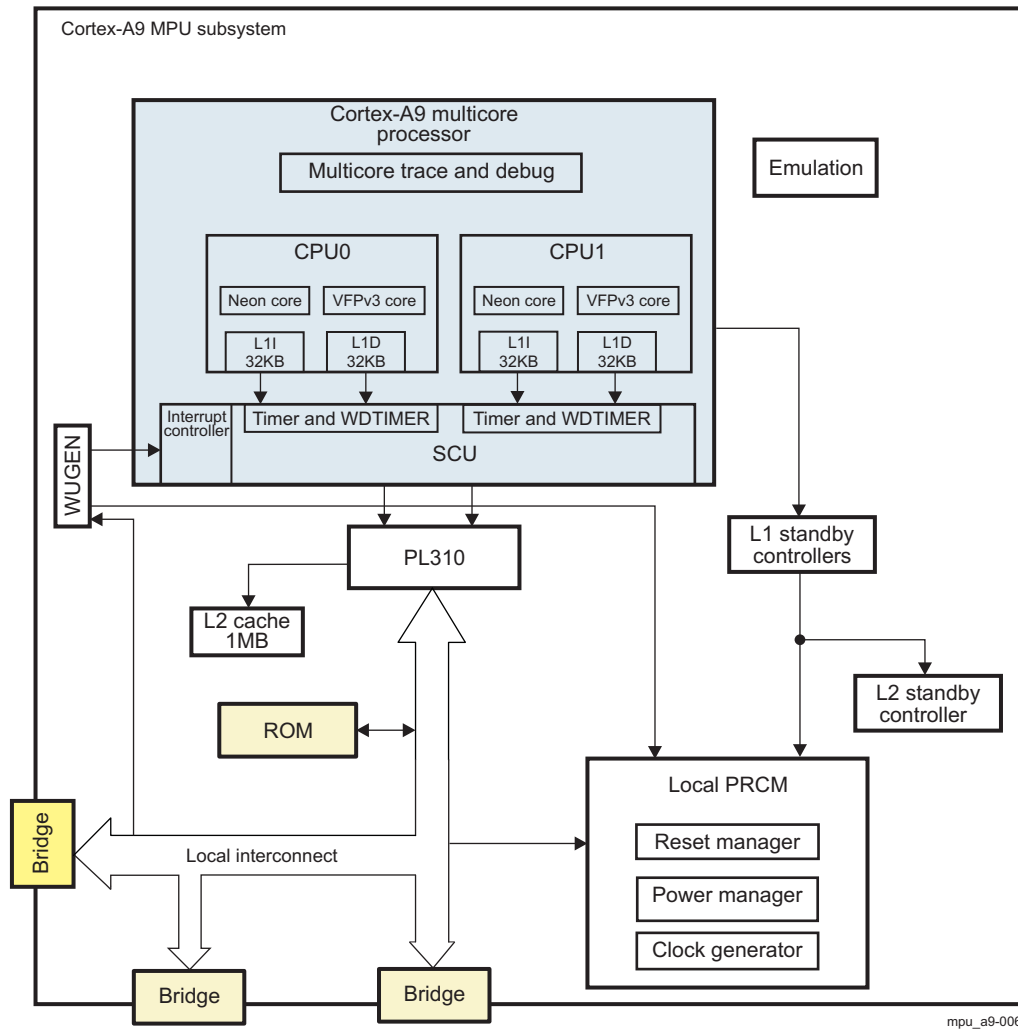 Cortex-A9 MPU subsystem
Cortex-A9 multicore
processor
Multicore trace and debug
Emulation
CPU0
CPU1
Neon core
VFPv3 core
Neon core
VFPv3 core
L1I
32KB
L1D
32KB
L1I
32KB
L1D
32KB
Interrupt
controller
Timer and WDTIMER
Timer and WDTIMER
SCU
WUGEN
PL310
L1 standby
controllers
L2 cache
1MB
L2 standby
controller
ROM
Local PRCM
Reset manager
Power manager
Clock generator
Bridge
Local interconnect
Bridge
Bridge
mpu_a9-006